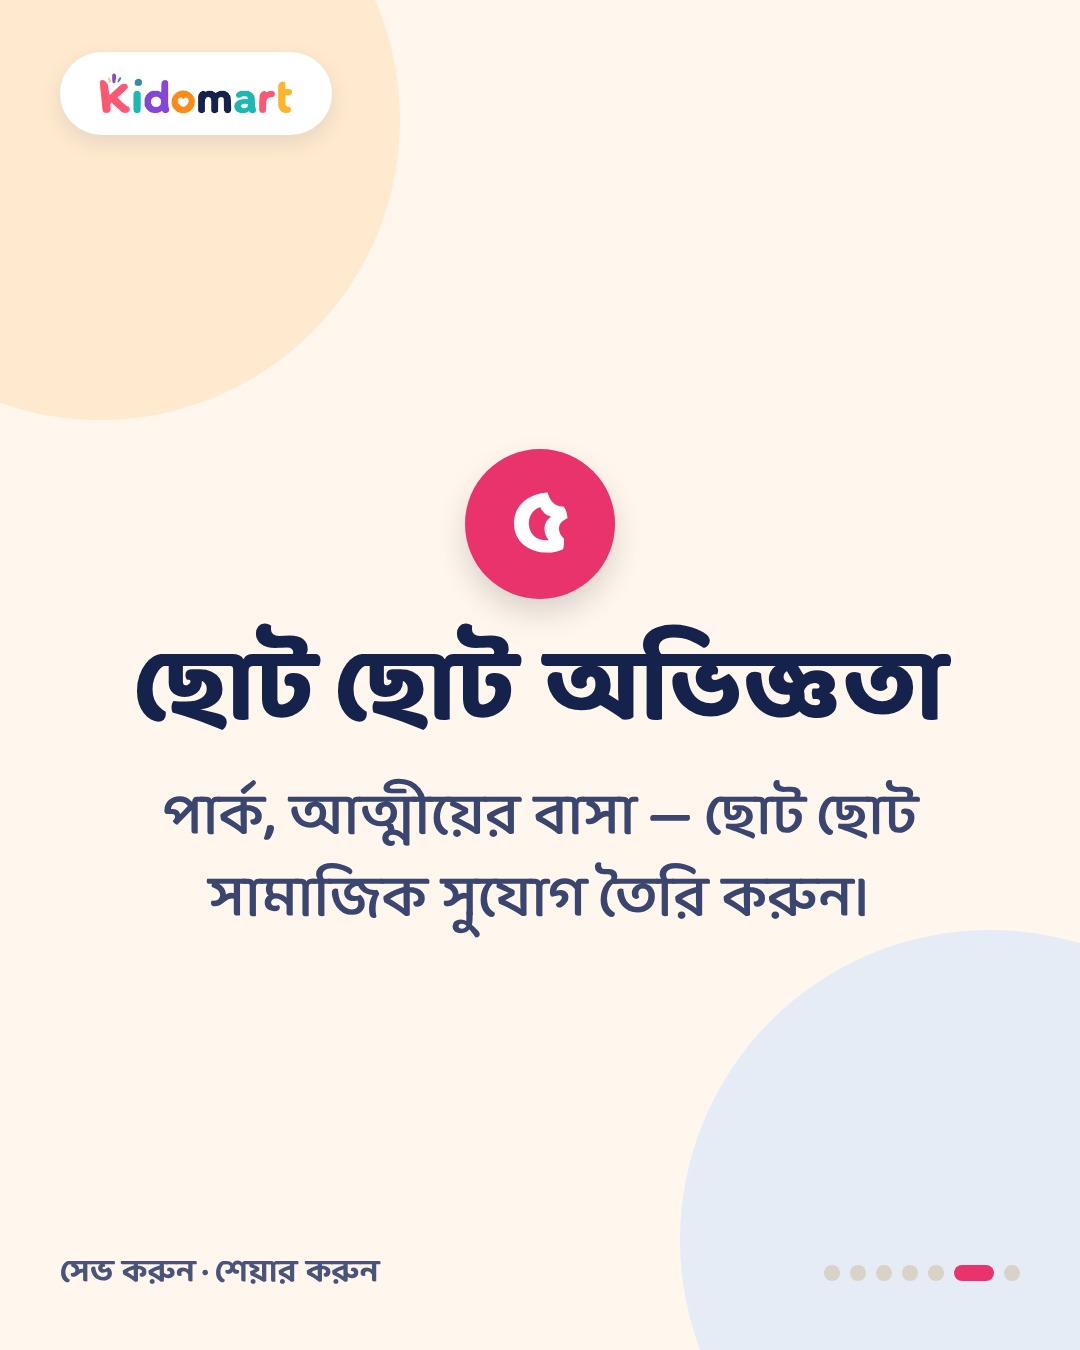 Kidomart
৫
ছোট ছোট অভিজ্ঞতা
পার্ক, আত্মীয়ের বাসা — ছোট ছোট
সামাজিক সুযোগ তৈরি করুন।
সেভ করুন · শেয়ার করুন